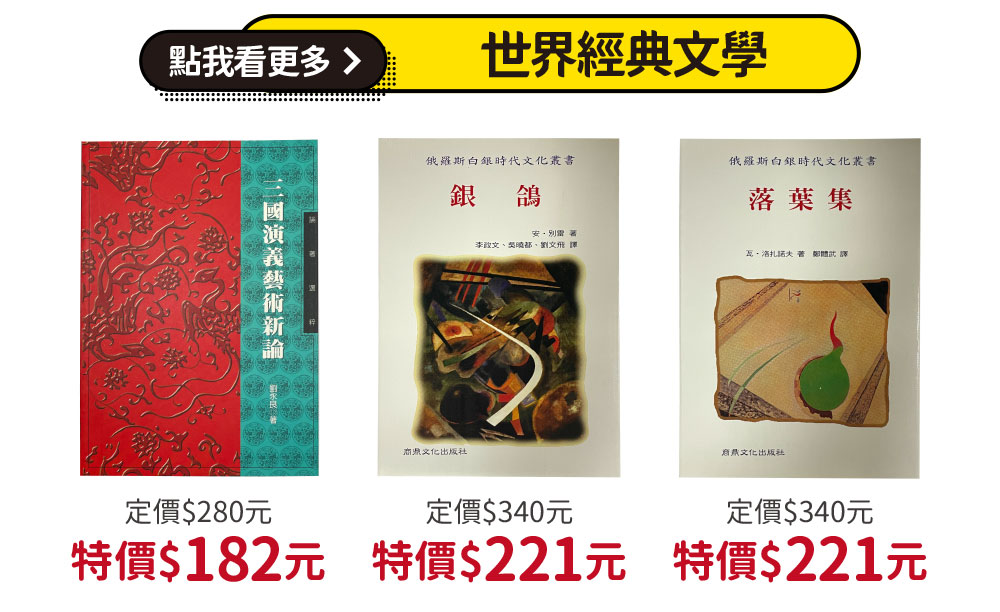 點我看更多
世界經典文學
三國演義藝術新論
論著選粹
劉永良 著
俄羅斯白銀時代文化叢書
銀 鴿
安・別雷 著
李政文、吳曉都、劉文飛 譯
商鼎文化出版社
俄羅斯白銀時代文化叢書
落葉集
瓦・洛扎諾夫 著 鄭體武 譯
商鼎文化出版社
定價$280元
特價$182元
定價$340元
特價$221元
定價$340元
特價$221元